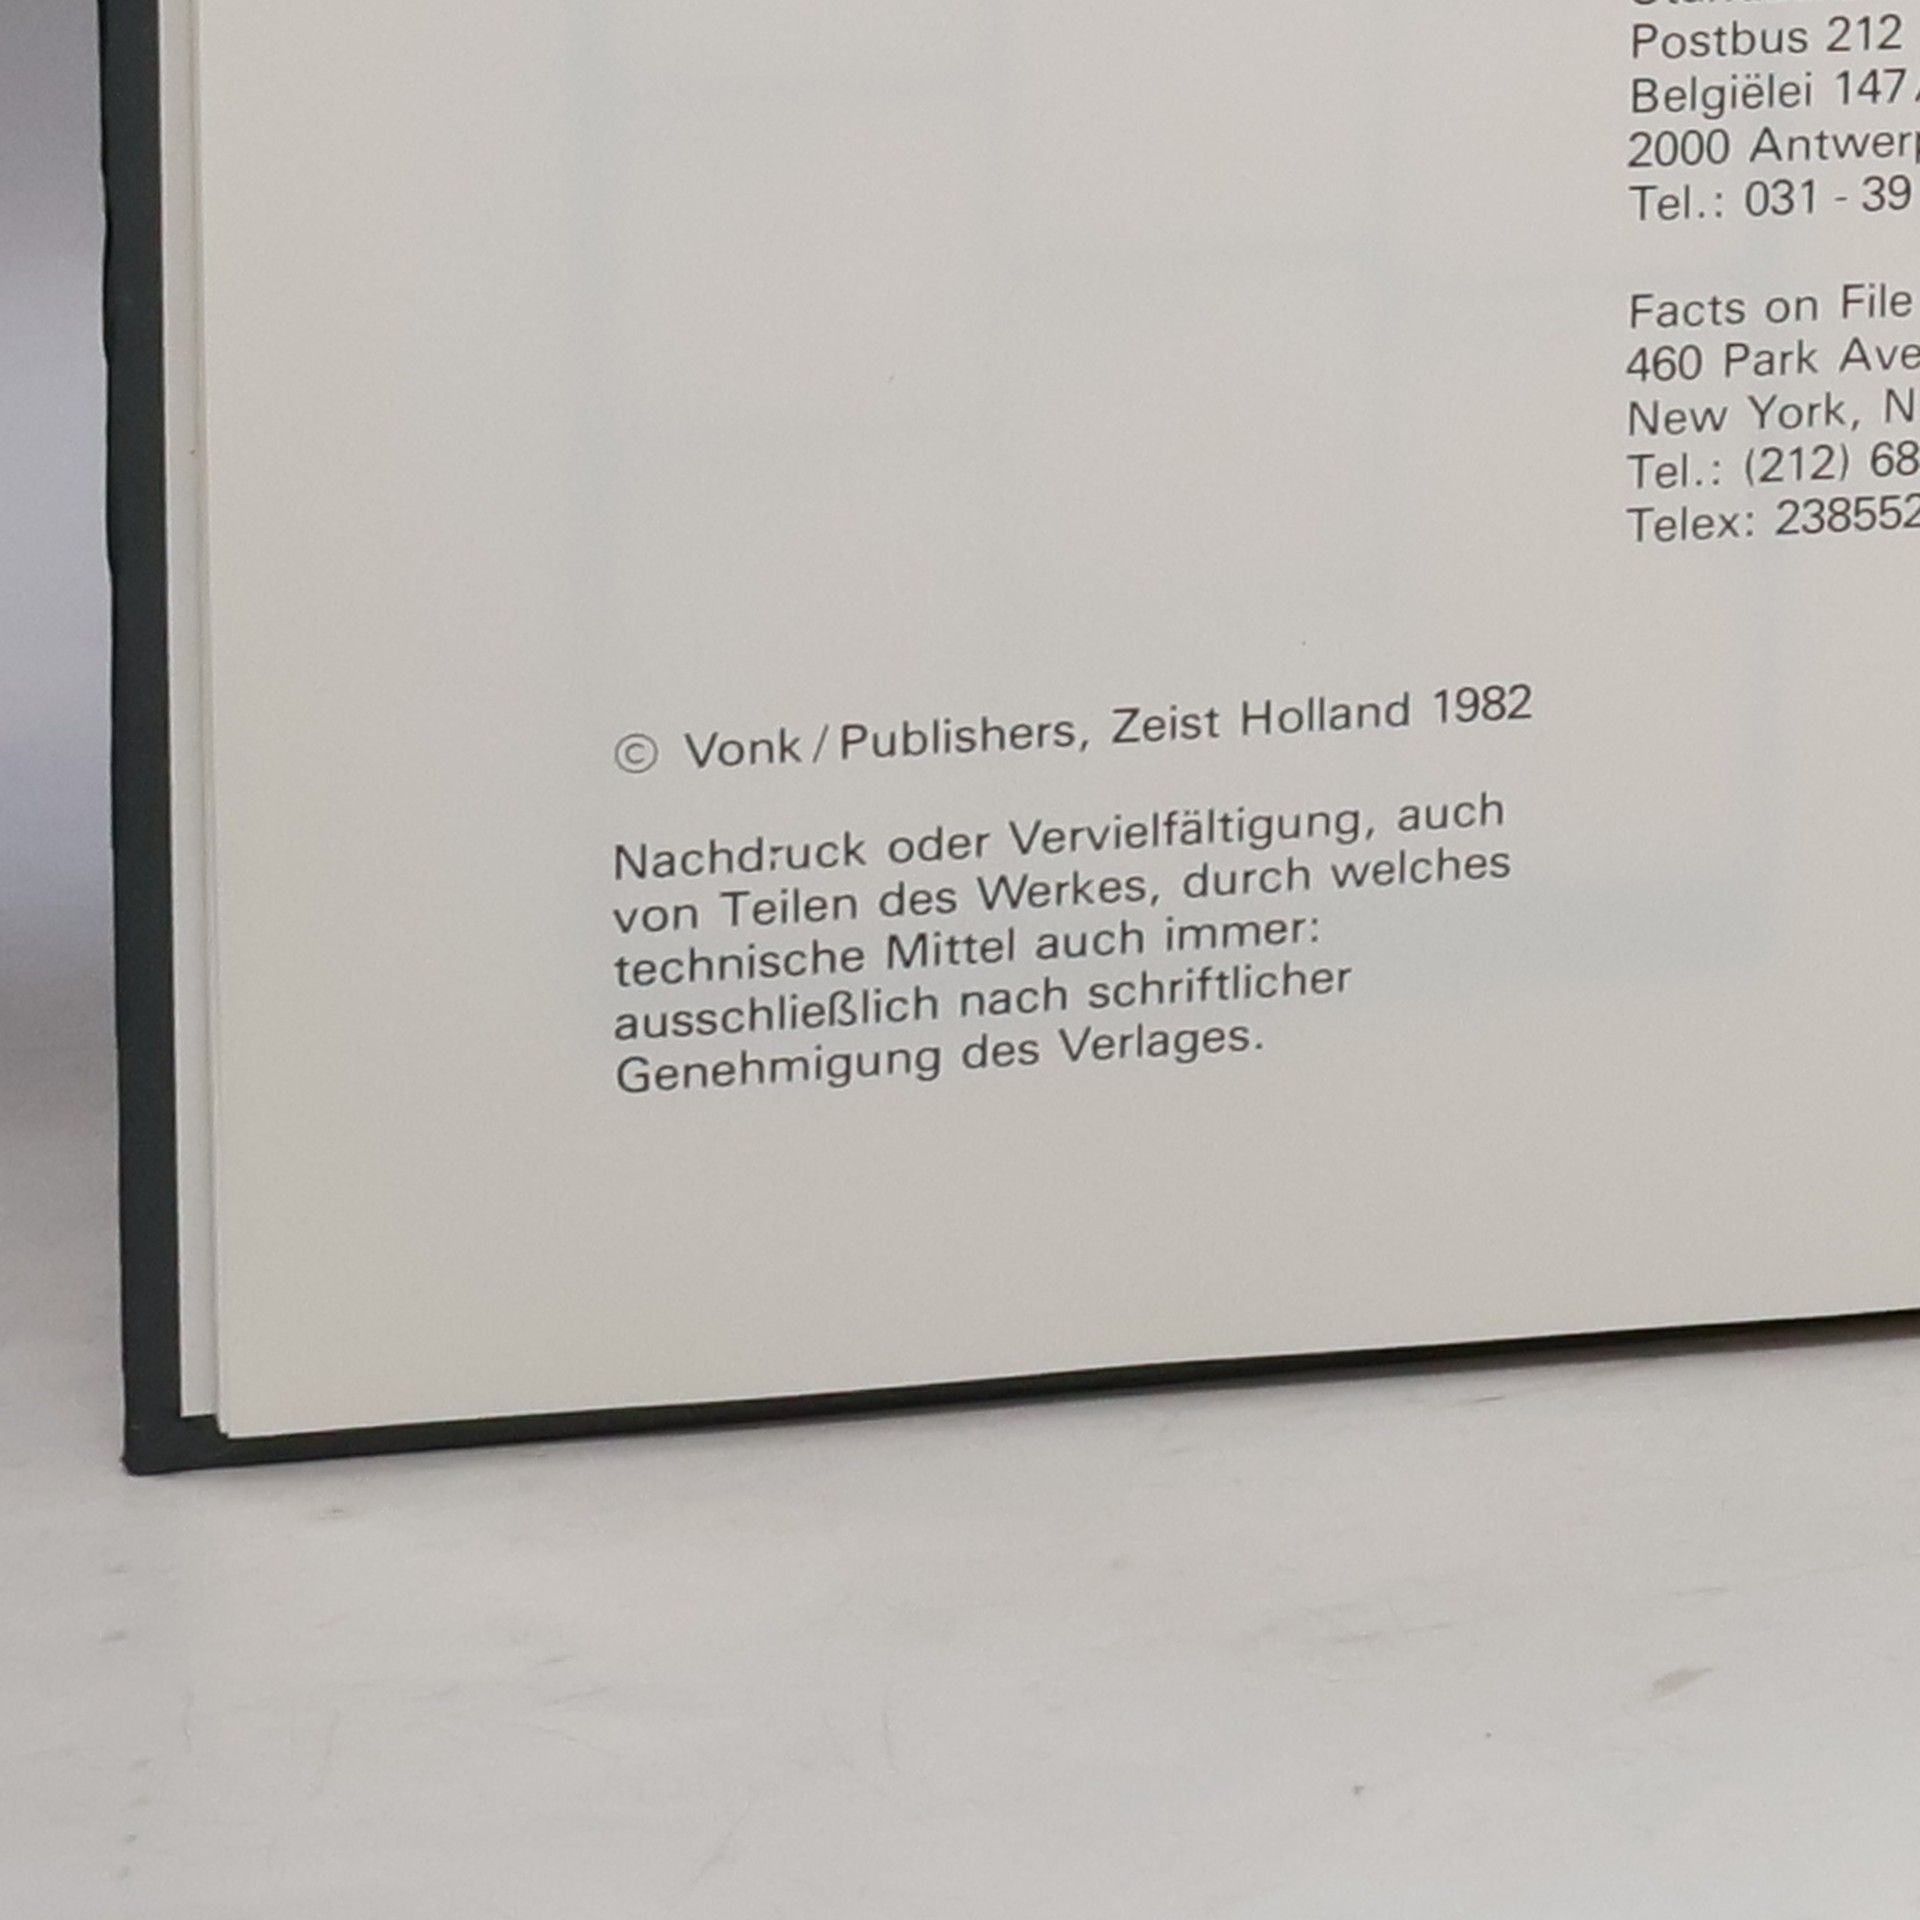 © Vonk / Publishers, Zeist Holland 1982
Nachdruck oder Vervielfältigung, auch
von Teilen des Werkes, durch welches
technische Mittel auch immer:
ausschließlich nach schriftlicher
Genehmigung des Verlages.
Postbus 212
Belgiëlei 147
2000
Tel.: 031 - 39
Facts on File
460 Park
New York,
Tel.: (212) 68
Telex: 238552